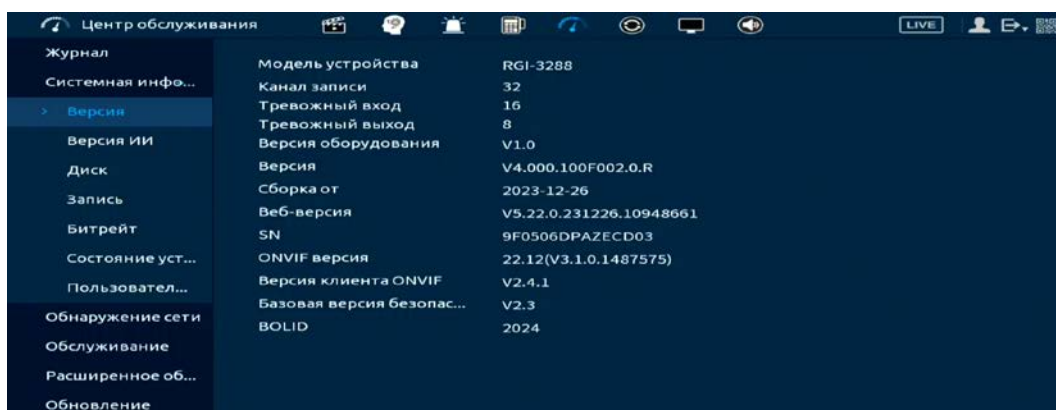 Центр обслуживания
LIVE
Журнал
Системная инфо...
> Версия
Версия ИИ
Диск
Запись
Битрейт
Состояние уст...
Пользовател...
Обнаружение сети
Обслуживание
Расширенное об...
Обновление
Модель устройства RGI-3288
Канал записи 32
Тревожный вход 16
Тревожный выход 8
Версия оборудования V1.0
Версия V4.000.100F002.0.R
Сборка от 2023-12-26
Веб-версия V5.22.0.231226.10948661
SN 9F0506DPAZECD03
ONVIF версия 22.12(V3.1.0.1487575)
Версия клиента ONVIF V2.4.1
Базовая версия безопас... V2.3
BOLID 2024